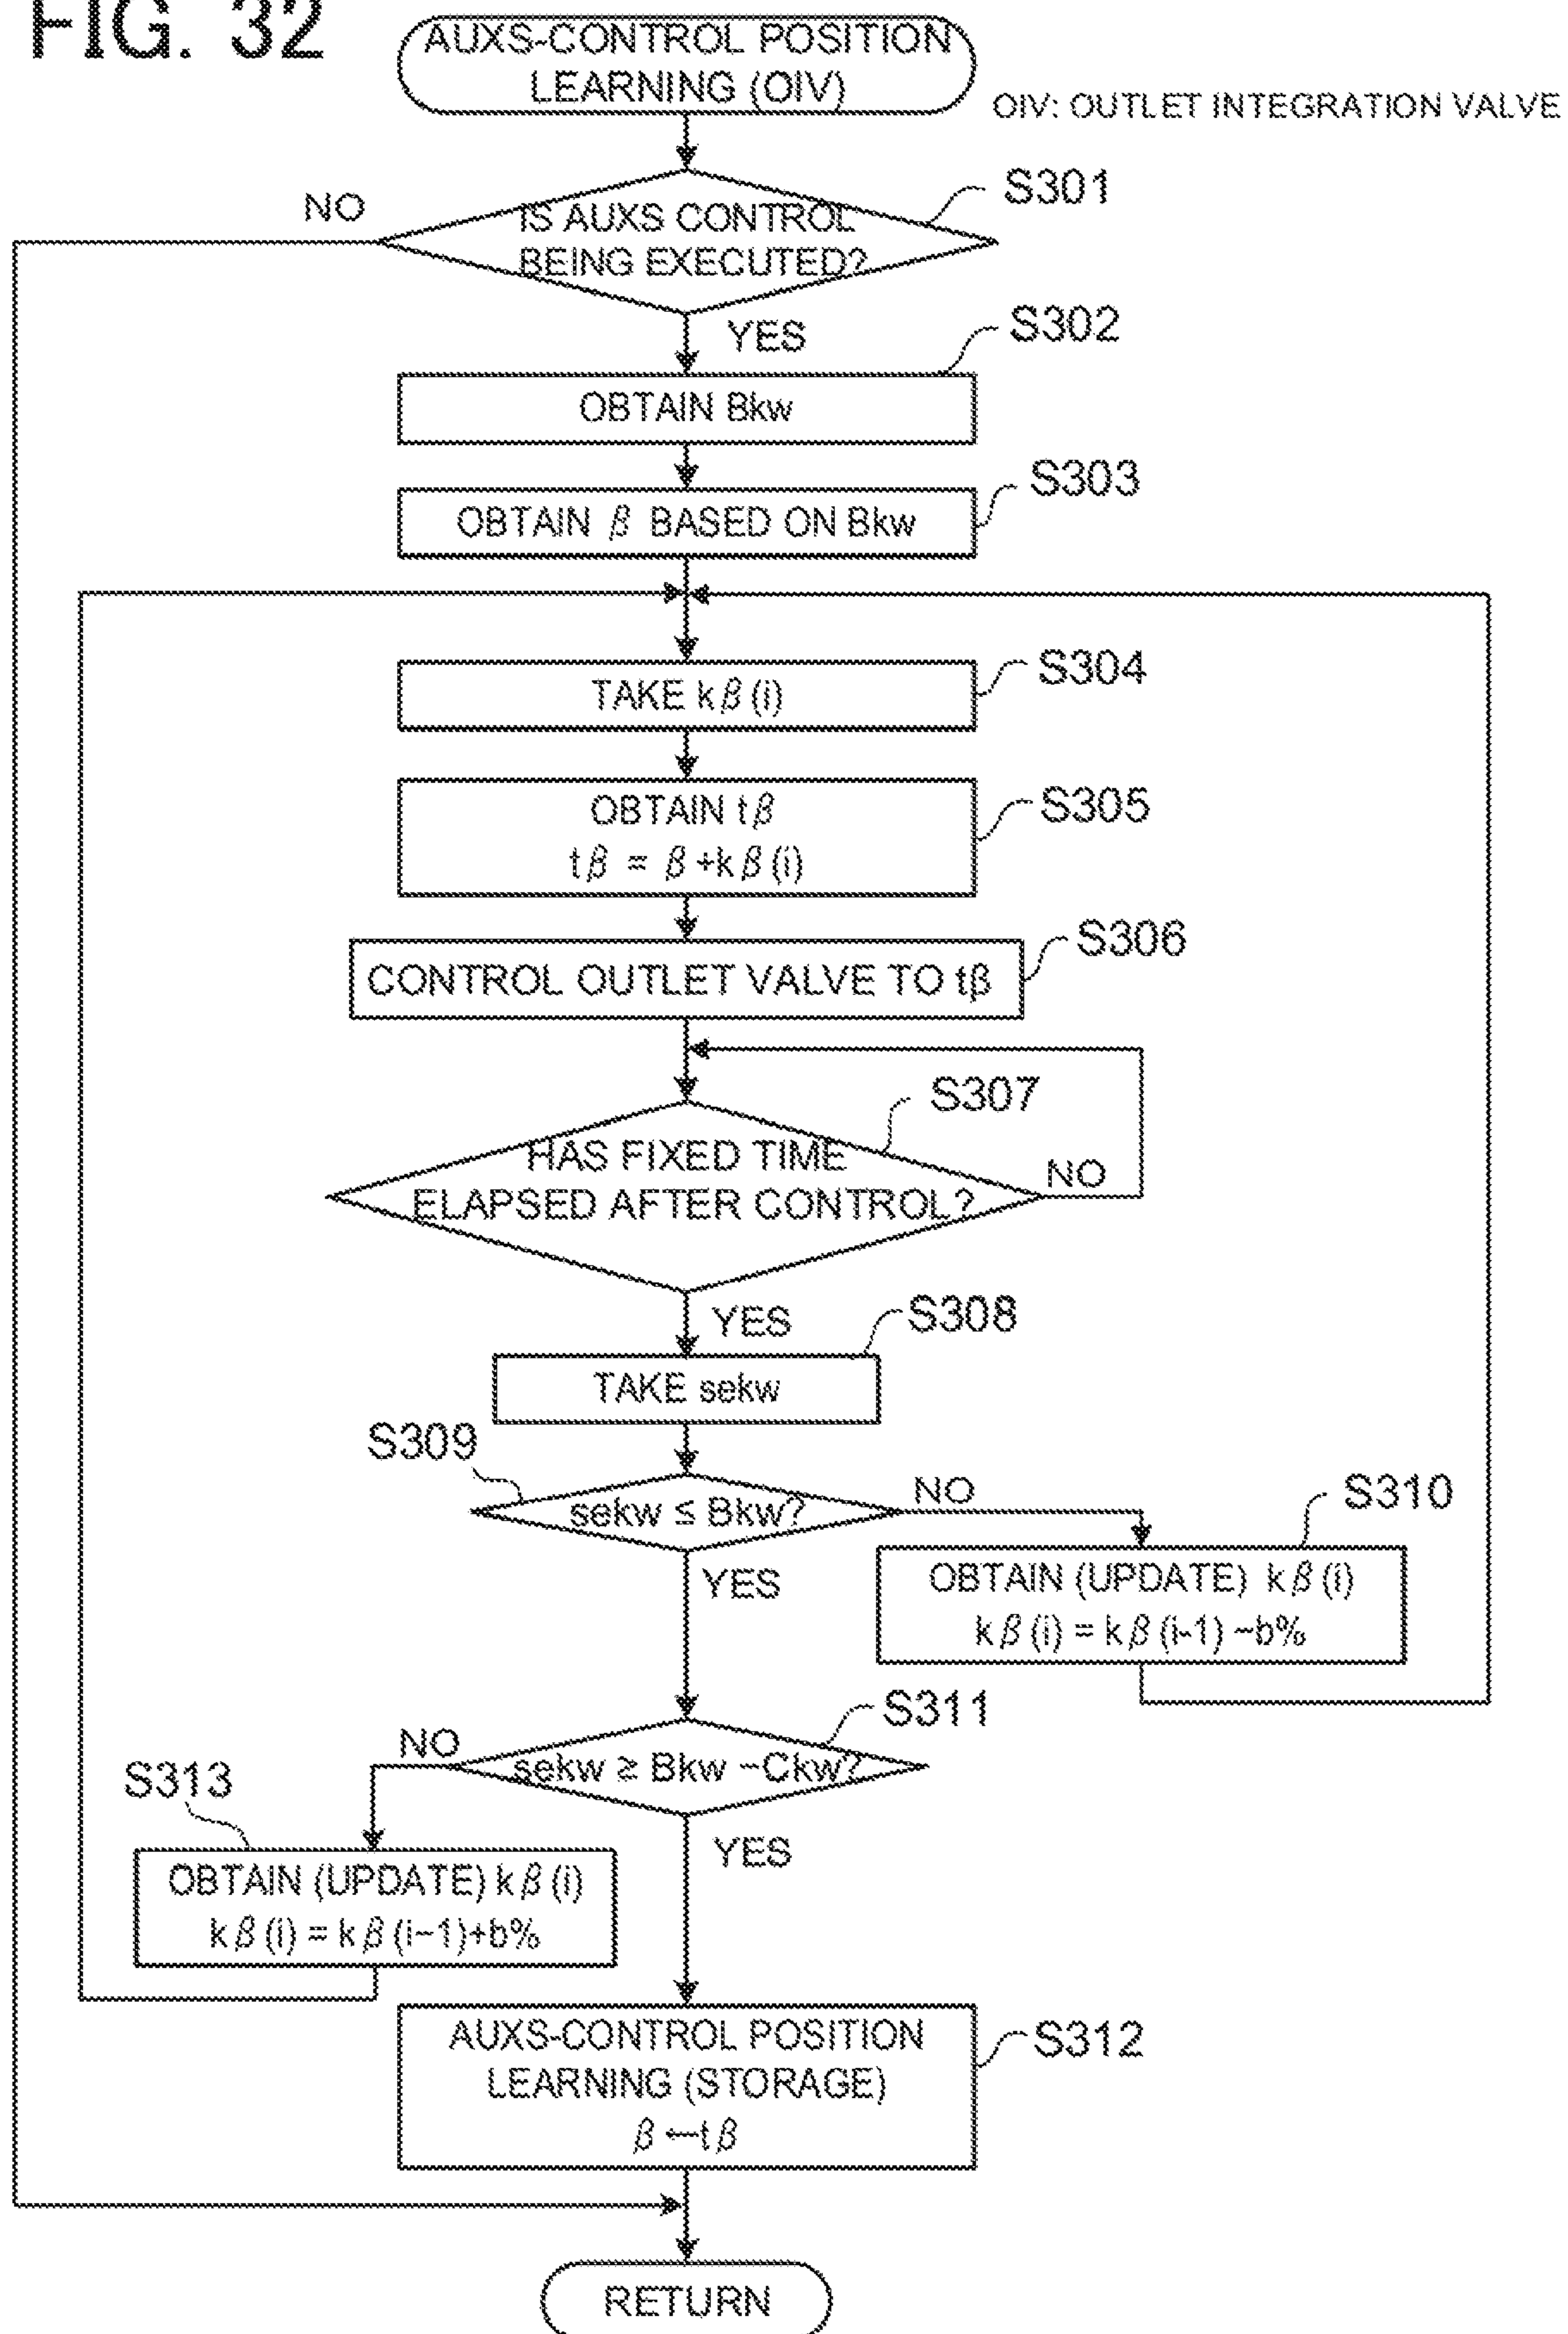 FIG. 32
AUXS-CONTROL POSITION
LEARNING (OIV)
OIV: OUTLET INTEGRATION VALVE
S301
NO
IS AUXS CONTROL
BEING EXECUTED?
YES
S302
OBTAIN Bkw
S303
OBTAIN β BASED ON Bkw
S304
TAKE kβ(i)
S305
OBTAIN tβ
tβ = β+kβ(i)
S306
CONTROL OUTLET VALVE TO tβ
S307
HAS FIXED TIME
ELAPSED AFTER CONTROL?
NO
YES
S308
TAKE sekw
S309
sekw ≤ Bkw?
NO
S310
YES
OBTAIN (UPDATE) kβ(i)
kβ(i) = kβ(i-1) -b%
S311
NO
sekw ≥ Bkw -Ckw?
S313
YES
OBTAIN (UPDATE) kβ(i)
kβ(i) = kβ(i-1)+b%
S312
AUXS-CONTROL POSITION
LEARNING (STORAGE)
β←tβ
RETURN